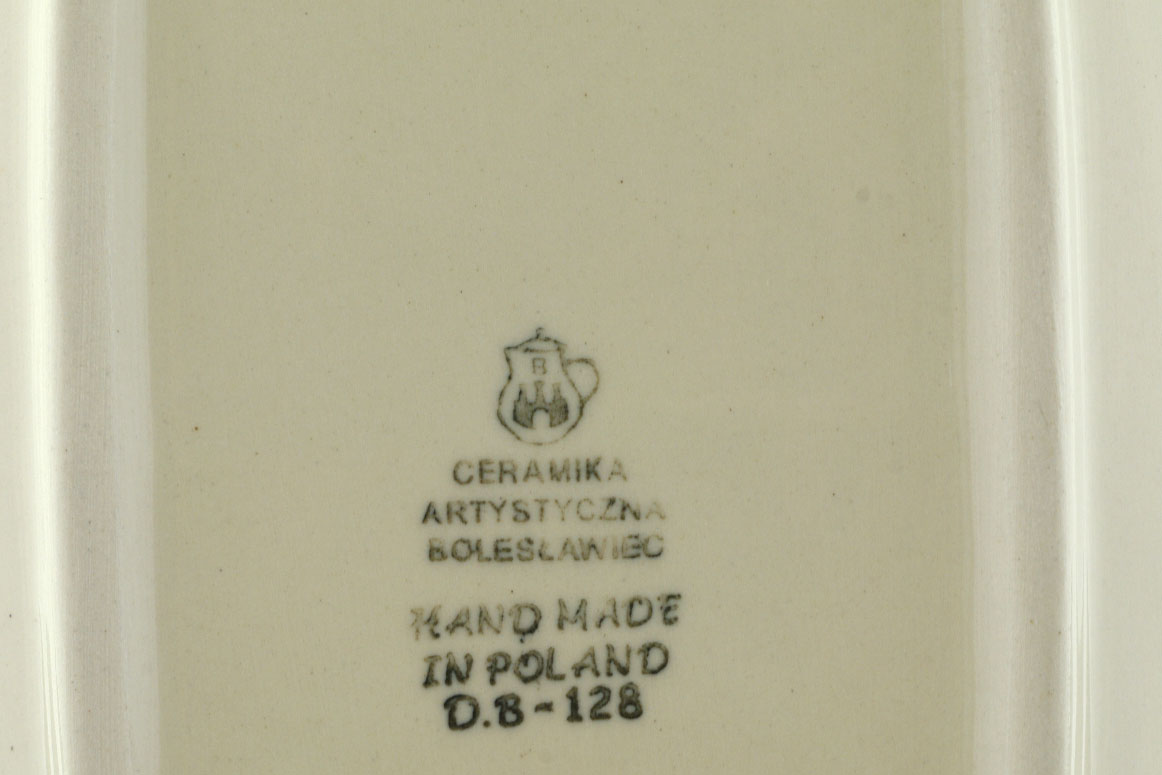 B
CERAMIKA
ARTYSTYCZNA
BOLESŁAWIEC
HAND MADE
IN POLAND
D.B-128